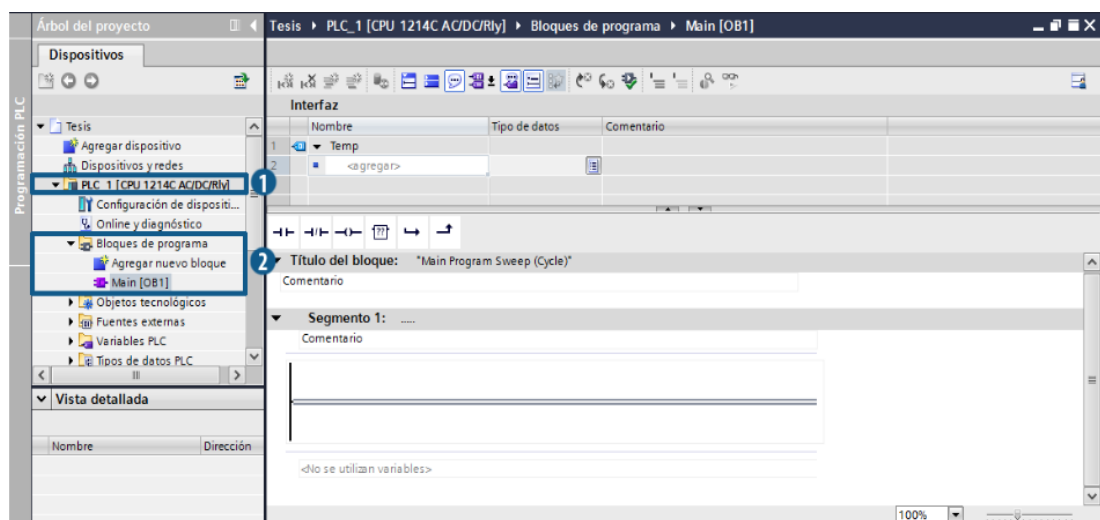 Árbol del proyecto
Tesis PLC_1 [CPU 1214C AC/DC/Rly] Bloques de programa Main [OB1]
Dispositivos
Programación PLC
Tesis
Agregar dispositivo
Dispositivos y redes
PLC_1 [CPU 1214C AC/DC/Rly]
1
Configuración de dispositi...
Online y diagnóstico
Bloques de programa
2
Agregar nuevo bloque
Main [OB1]
Objetos tecnológicos
Fuentes externas
Variables PLC
Tipos de datos PLC
Vista detallada
Nombre Dirección
Interfaz
Nombre Tipo de datos Comentario
1 Temp
2 <agregar>
??
Título del bloque: "Main Program Sweep (Cycle)"
Comentario
Segmento 1: .....
Comentario
<No se utilizan variables>
100%